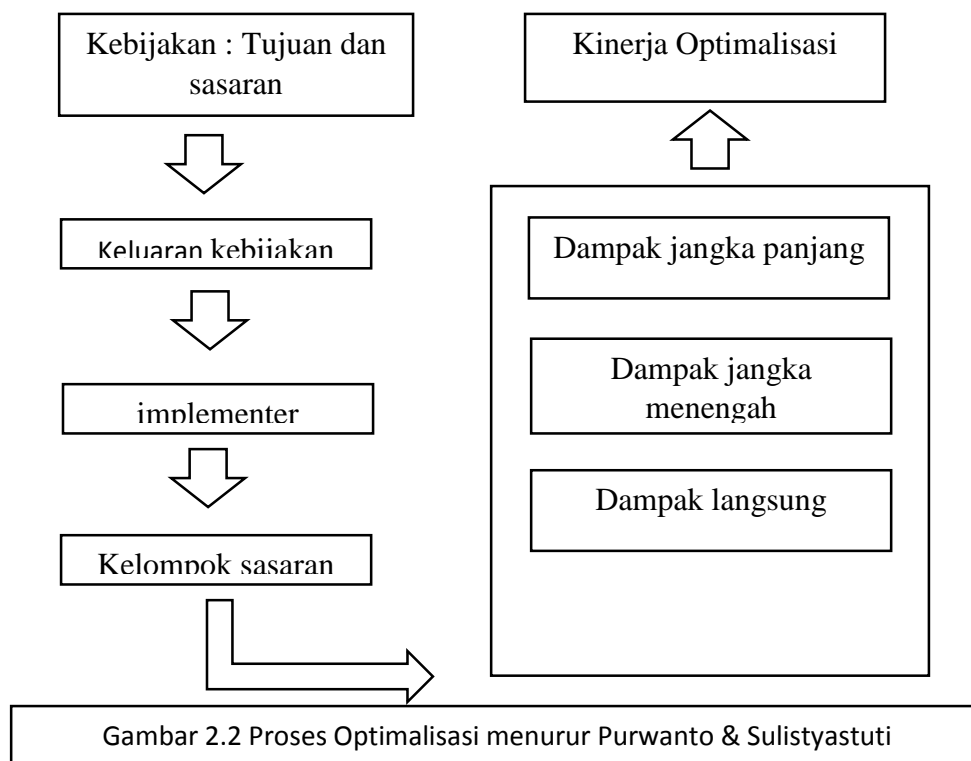 Kebijakan : Tujuan dan
sasaran
Keluaran kebijakan
implementer
Kelompok sasaran
Kinerja Optimalisasi
Dampak jangka panjang
Dampak jangka
menengah
Dampak langsung
Gambar 2.2 Proses Optimalisasi menurur Purwanto & Sulistyastuti